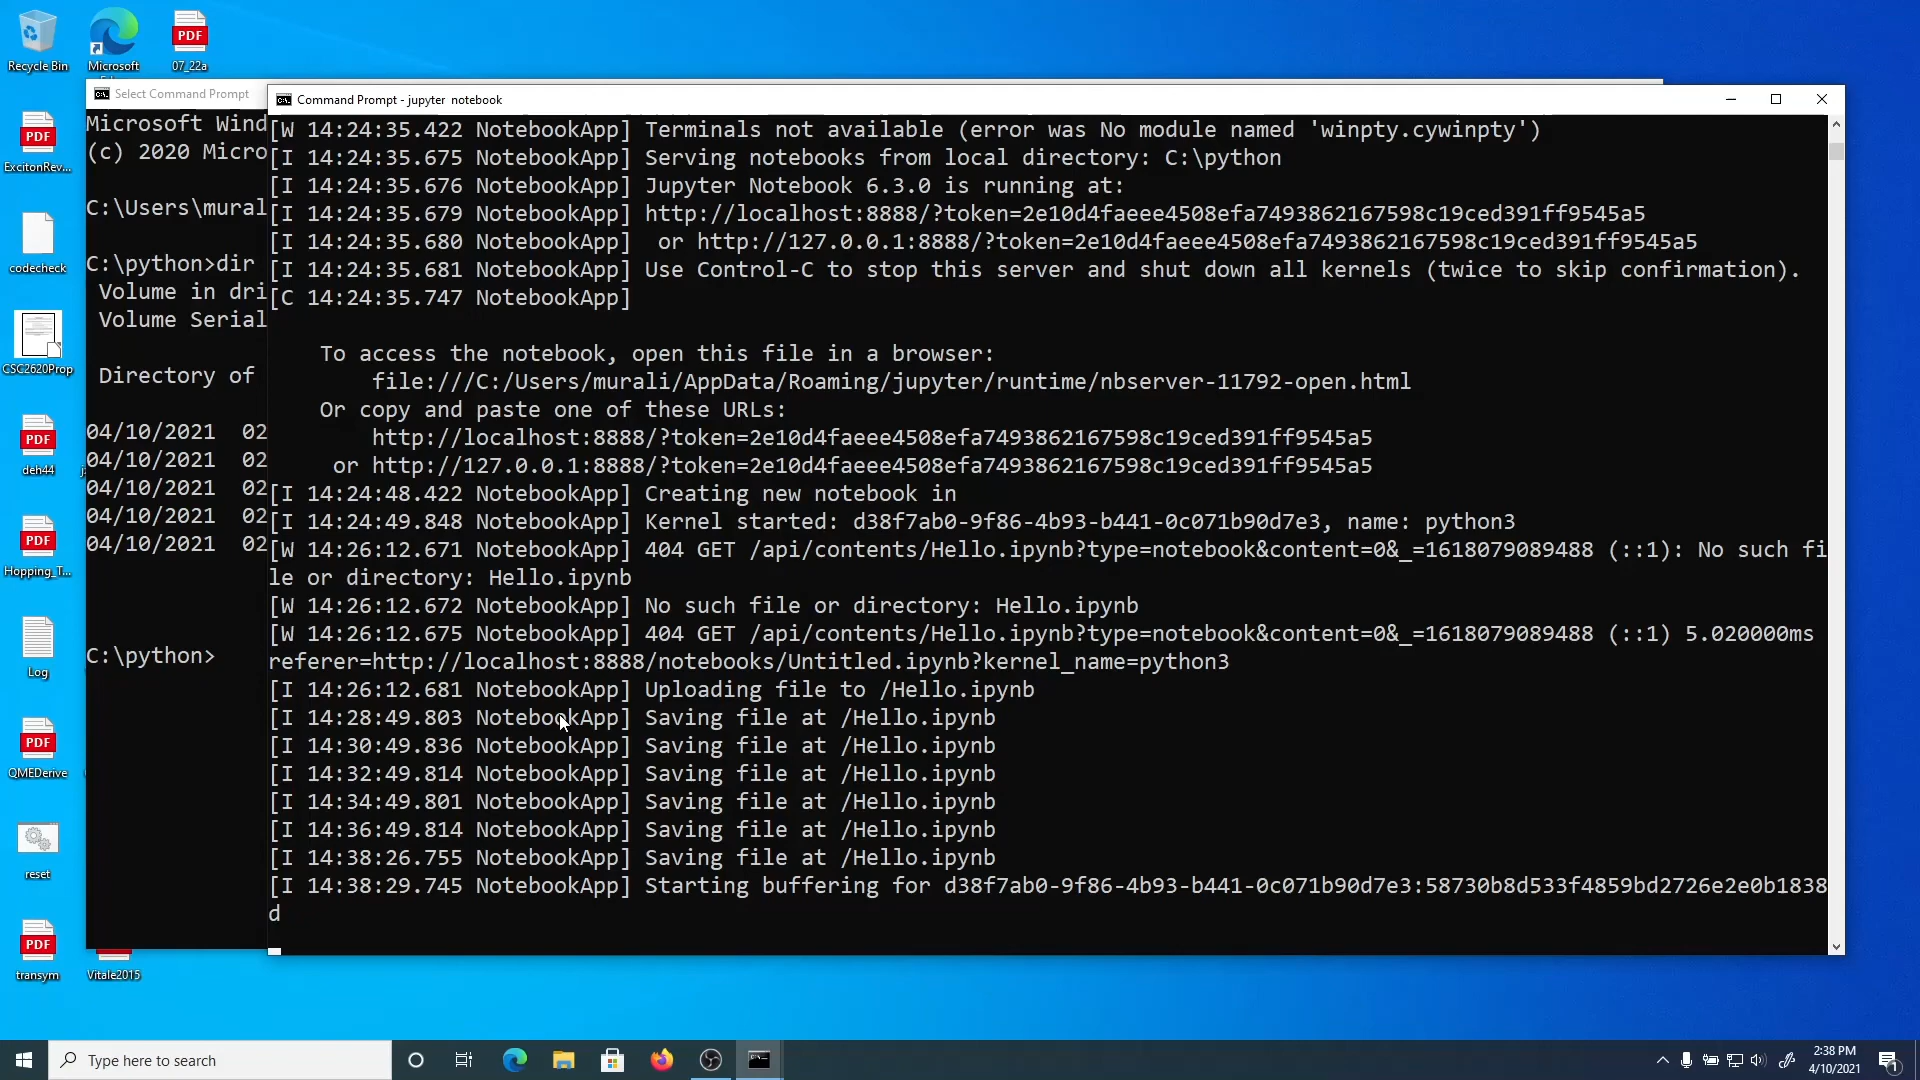 Recycle Bin
Microsoft
PDF
07_22a
PDF
ExcitonRev...
codecheck
CSC2620Prop
PDF
deh44
PDF
Hopping_T...
Log
PDF
QMEDerive
reset
PDF
transym
Vitale2015
Select Command Prompt
Microsoft Wind
(c) 2020 Micro
C:\Users\mural
C:\python>dir
Volume in dri
Volume Serial
Directory of
04/10/2021  02
04/10/2021  02
04/10/2021  02
04/10/2021  02
04/10/2021  02
C:\python>
Command Prompt - jupyter  notebook
[W 14:24:35.422 NotebookApp] Terminals not available (error was No module named 'winpty.cywinpty')
[I 14:24:35.675 NotebookApp] Serving notebooks from local directory: C:\python
[I 14:24:35.676 NotebookApp] Jupyter Notebook 6.3.0 is running at:
[I 14:24:35.679 NotebookApp] http://localhost:8888/?token=2e10d4faeee4508efa7493862167598c19ced391ff9545a5
[I 14:24:35.680 NotebookApp]  or http://127.0.0.1:8888/?token=2e10d4faeee4508efa7493862167598c19ced391ff9545a5
[I 14:24:35.681 NotebookApp] Use Control-C to stop this server and shut down all kernels (twice to skip confirmation).
[C 14:24:35.747 NotebookApp]
To access the notebook, open this file in a browser:
file:///C:/Users/murali/AppData/Roaming/jupyter/runtime/nbserver-11792-open.html
Or copy and paste one of these URLs:
http://localhost:8888/?token=2e10d4faeee4508efa7493862167598c19ced391ff9545a5
or http://127.0.0.1:8888/?token=2e10d4faeee4508efa7493862167598c19ced391ff9545a5
[I 14:24:48.422 NotebookApp] Creating new notebook in
[I 14:24:49.848 NotebookApp] Kernel started: d38f7ab0-9f86-4b93-b441-0c071b90d7e3, name: python3
[W 14:26:12.671 NotebookApp] 404 GET /api/contents/Hello.ipynb?type=notebook&content=0&_=1618079089488 (::1): No such fi
le or directory: Hello.ipynb
[W 14:26:12.672 NotebookApp] No such file or directory: Hello.ipynb
[W 14:26:12.675 NotebookApp] 404 GET /api/contents/Hello.ipynb?type=notebook&content=0&_=1618079089488 (::1) 5.020000ms
referer=http://localhost:8888/notebooks/Untitled.ipynb?kernel_name=python3
[I 14:26:12.681 NotebookApp] Uploading file to /Hello.ipynb
[I 14:28:49.803 NotebookApp] Saving file at /Hello.ipynb
[I 14:30:49.836 NotebookApp] Saving file at /Hello.ipynb
[I 14:32:49.814 NotebookApp] Saving file at /Hello.ipynb
[I 14:34:49.801 NotebookApp] Saving file at /Hello.ipynb
[I 14:36:49.814 NotebookApp] Saving file at /Hello.ipynb
[I 14:38:26.755 NotebookApp] Saving file at /Hello.ipynb
[I 14:38:29.745 NotebookApp] Starting buffering for d38f7ab0-9f86-4b93-b441-0c071b90d7e3:58730b8d533f4859bd2726e2e0b1838
d
Type here to search
2:38 PM
4/10/2021
1